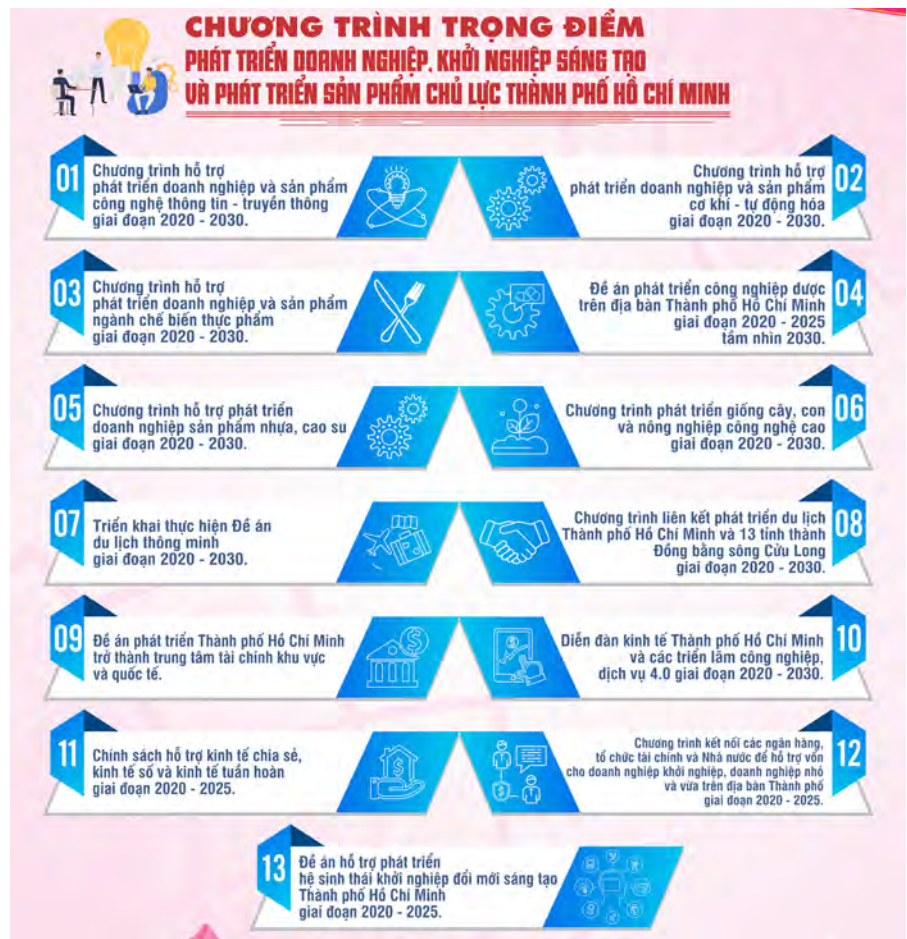 CHƯƠNG TRÌNH TRỌNG ĐIỂM
PHÁT TRIỂN DOANH NGHIỆP, KHỞI NGHIỆP SÁNG TẠO
VÀ PHÁT TRIỂN SẢN PHẨM CHỦ LỰC THÀNH PHỐ HỒ CHÍ MINH
01
Chương trình hỗ trợ
phát triển doanh nghiệp và sản phẩm
công nghệ thông tin - truyền thông
giai đoạn 2020 - 2030.
02
Chương trình hỗ trợ
phát triển doanh nghiệp và sản phẩm
cơ khí - tự động hóa
giai đoạn 2020 - 2030.
03
Chương trình hỗ trợ
phát triển doanh nghiệp và sản phẩm
ngành chế biến thực phẩm
giai đoạn 2020 - 2030.
04
Đề án phát triển công nghiệp dược
trên địa bàn Thành phố Hồ Chí Minh
giai đoạn 2020 - 2025
tầm nhìn 2030.
05
Chương trình hỗ trợ phát triển
doanh nghiệp sản phẩm nhựa, cao su
giai đoạn 2020 - 2030.
06
Chương trình phát triển giống cây, con
và nông nghiệp công nghệ cao
giai đoạn 2020 - 2030.
07
Triển khai thực hiện Đề án
du lịch thông minh
giai đoạn 2020 - 2030.
08
Chương trình liên kết phát triển du lịch
Thành phố Hồ Chí Minh và 13 tỉnh thành
Đồng bằng sông Cửu Long
giai đoạn 2020 - 2030.
09
Đề án phát triển Thành phố Hồ Chí Minh
trở thành trung tâm tài chính khu vực
và quốc tế.
10
Diễn đàn kinh tế Thành phố Hồ Chí Minh
và các triển lãm công nghiệp,
dịch vụ 4.0 giai đoạn 2020 - 2030.
11
Chính sách hỗ trợ kinh tế chia sẻ,
kinh tế số và kinh tế tuần hoàn
giai đoạn 2020 - 2025.
12
Chương trình kết nối các ngân hàng,
tổ chức tài chính và Nhà nước để hỗ trợ vốn
cho doanh nghiệp khởi nghiệp, doanh nghiệp nhỏ
và vừa trên địa bàn Thành phố
giai đoạn 2020 - 2025.
13
Đề án hỗ trợ phát triển
hệ sinh thái khởi nghiệp đổi mới sáng tạo
Thành phố Hồ Chí Minh
giai đoạn 2020 - 2025.